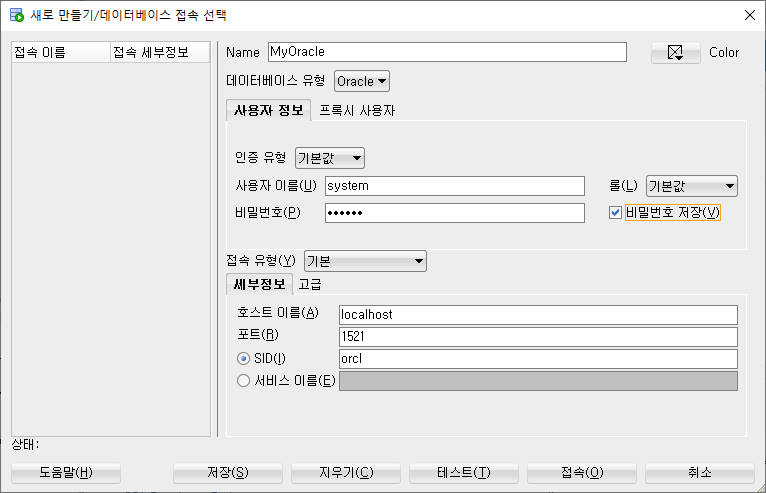 새로 만들기/데이터베이스 접속 선택
접속 이름 접속 세부정보
Name MyOracle Color
데이터베이스 유형 Oracle
사용자 정보 프록시 사용자
인증 유형 기본값
사용자 이름(U) system 롤(L) 기본값
비밀번호(P) •••••• 비밀번호 저장(V)
접속 유형(Y) 기본
세부정보 고급
호스트 이름(A) localhost
포트(R) 1521
SID(I) orcl
서비스 이름(E)
상태:
도움말(H) 저장(S) 지우기(C) 테스트(T) 접속(O) 취소